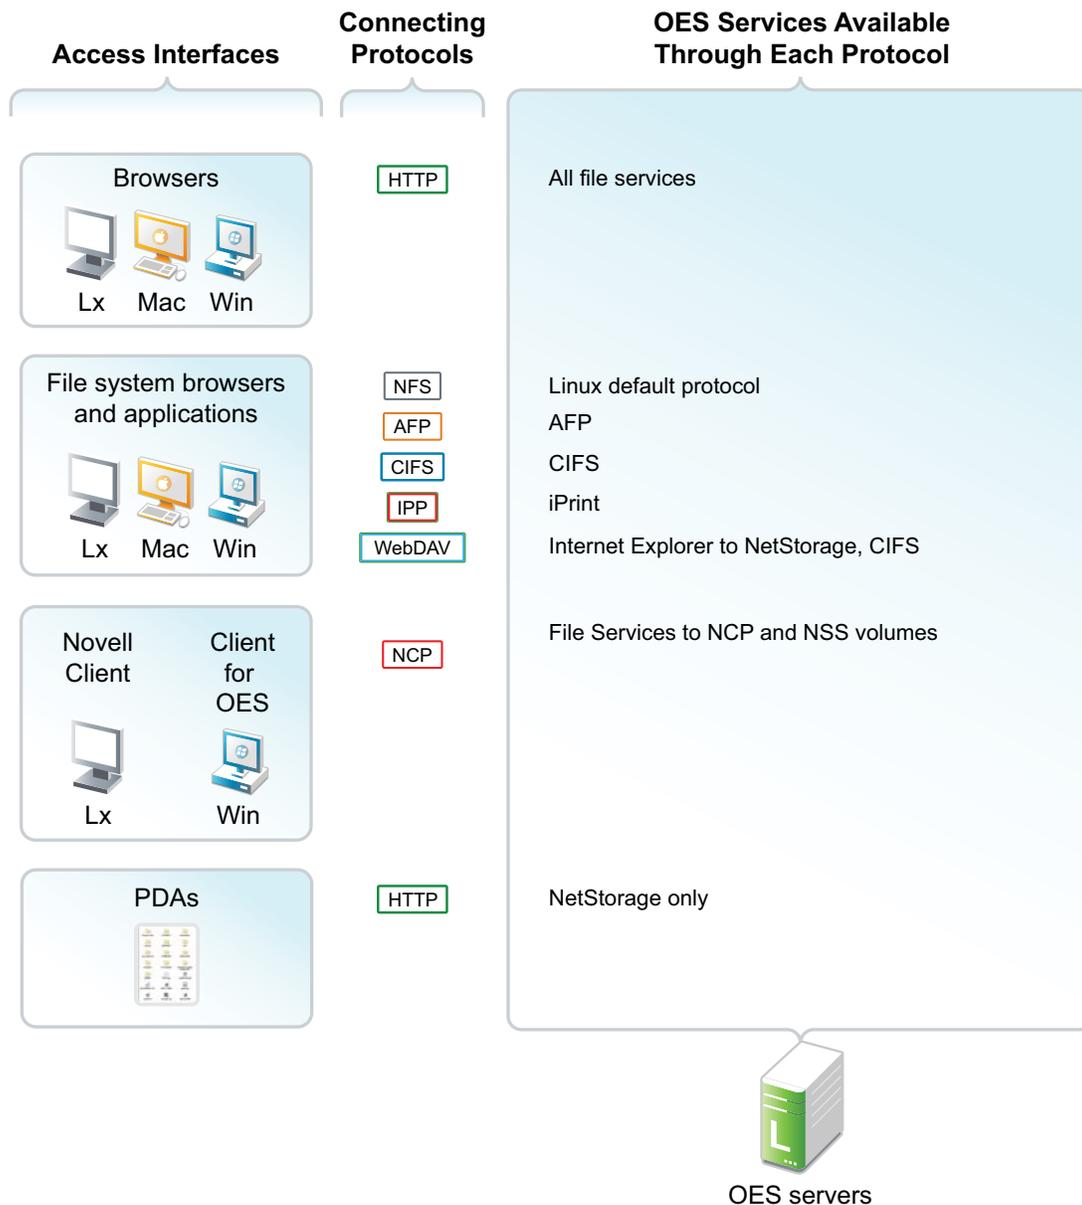 Access Interfaces
Connecting
Protocols
OES Services Available
Through Each Protocol
Browsers
Lx Mac Win
HTTP
All file services
File system browsers
and applications
Lx Mac Win
NFS
Linux default protocol
AFP
AFP
CIFS
CIFS
IPP
iPrint
WebDAV
Internet Explorer to NetStorage, CIFS
Novell
Client
Client
for
OES
Lx
Win
NCP
File Services to NCP and NSS volumes
PDAs
HTTP
NetStorage only
L
OES servers